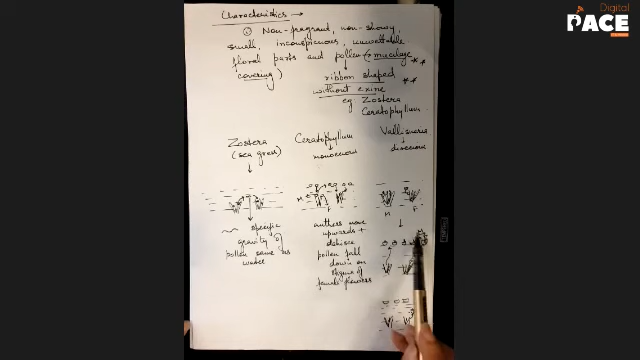 Digital
PACE
Characteristics →
Non-fragrant, non-showy,
small, inconspicuous, unwettable
floral parts and pollen (→ mucilage
covering)
ribbon shaped
without exine
eg Zostera
Ceratophyllum
Zostera
(sea grass)
Ceratophyllum
monoecious
Vallisneria
dioecious
M F
M F
specific
gravity of
pollen same as
water
anthers move
upwards +
dehisce
pollen fall
down on
stigma of
female flowers